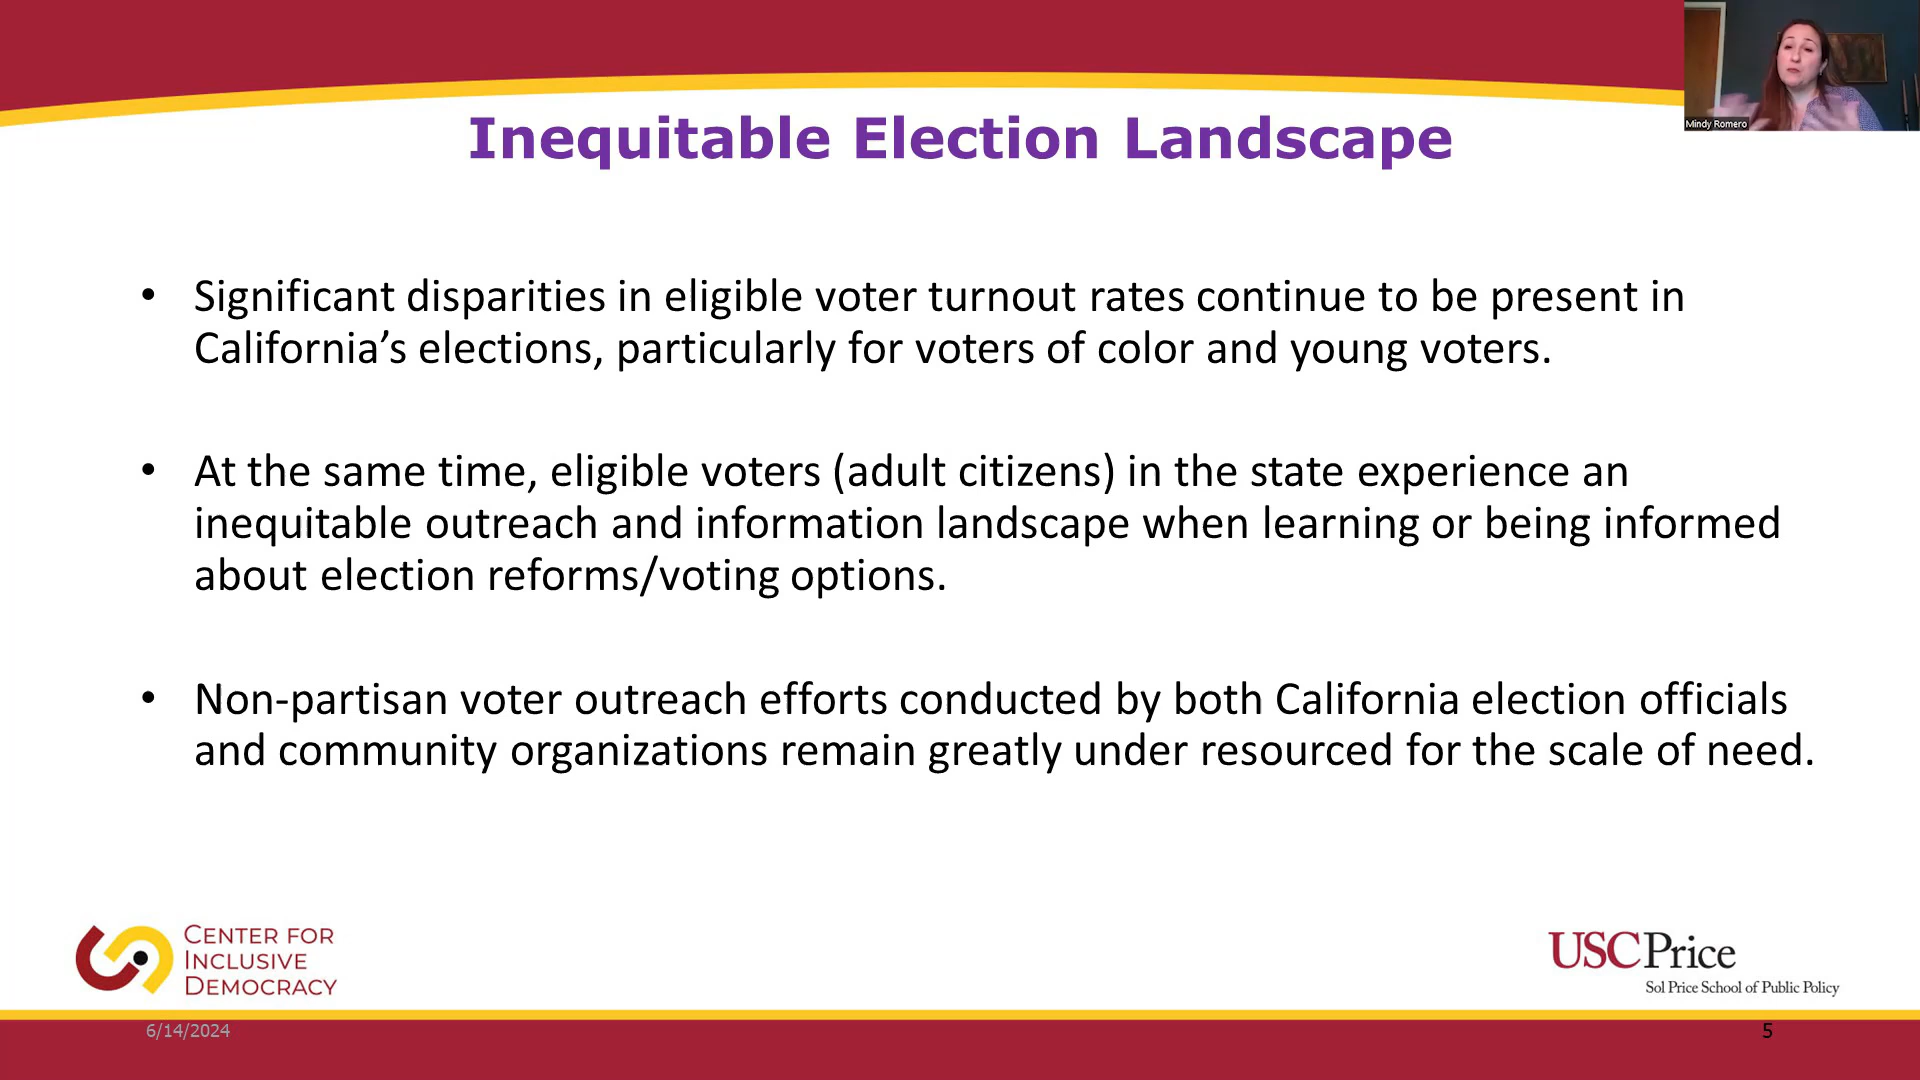 Mindy Romero
Inequitable Election Landscape
• Significant disparities in eligible voter turnout rates continue to be present in
California’s elections, particularly for voters of color and young voters.
• At the same time, eligible voters (adult citizens) in the state experience an
inequitable outreach and information landscape when learning or being informed
about election reforms/voting options.
• Non-partisan voter outreach efforts conducted by both California election officials
and community organizations remain greatly under resourced for the scale of need.
CENTER FOR
INCLUSIVE
DEMOCRACY
USC Price
Sol Price School of Public Policy
6/14/2024
5